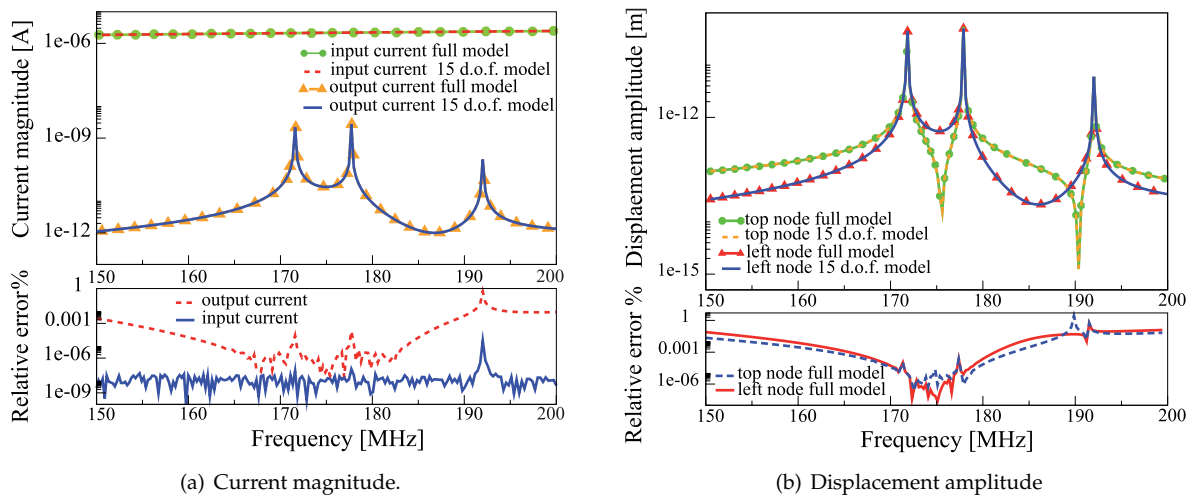 Current magnitude [A]
1e-06
1e-09
1e-12
input current full model
input current 15 d.o.f. model
output current full model
output current 15 d.o.f. model
150 160 170 180 190 200
Relative error%
1
0.001
1e-06
1e-09
output current
input current
150 160 170 180 190 200
Frequency [MHz]
(a) Current magnitude.
Displacement amplitude [m]
1e-12
1e-15
top node full model
top node 15 d.o.f. model
left node full model
left node 15 d.o.f. model
150 160 170 180 190 200
Relative error %
1
0.001
1e-06
top node full model
left node full model
150 160 170 180 190 200
Frequency [MHz]
(b) Displacement amplitude